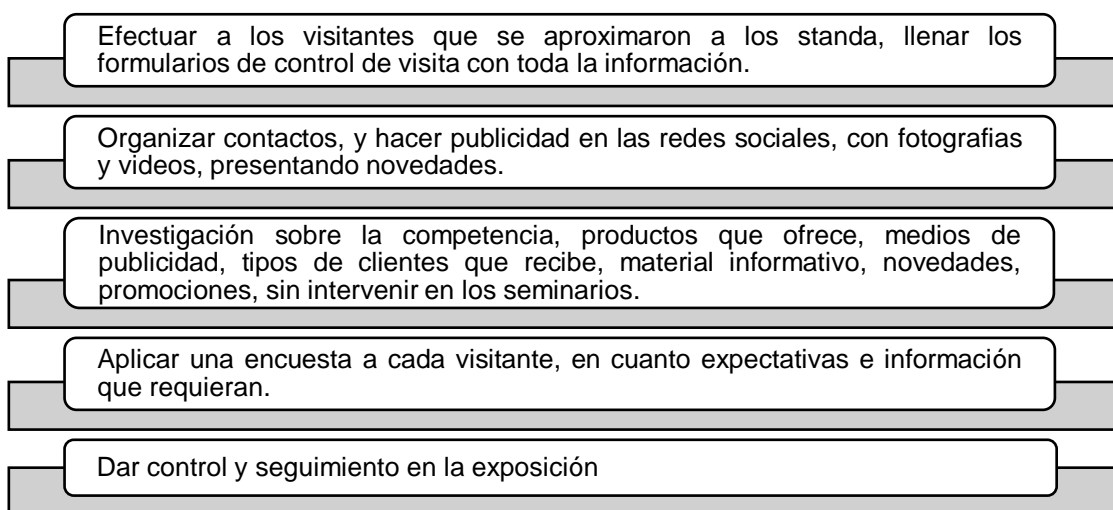 Efectuar a los visitantes que se aproximaron a los standa, llenar los
formularios de control de visita con toda la información.
Organizar contactos, y hacer publicidad en las redes sociales, con fotografias
y videos, presentando novedades.
Investigación sobre la competencia, productos que ofrece, medios de
publicidad, tipos de clientes que recibe, material informativo, novedades,
promociones, sin intervenir en los seminarios.
Aplicar una encuesta a cada visitante, en cuanto expectativas e información
que requieran.
Dar control y seguimiento en la exposición